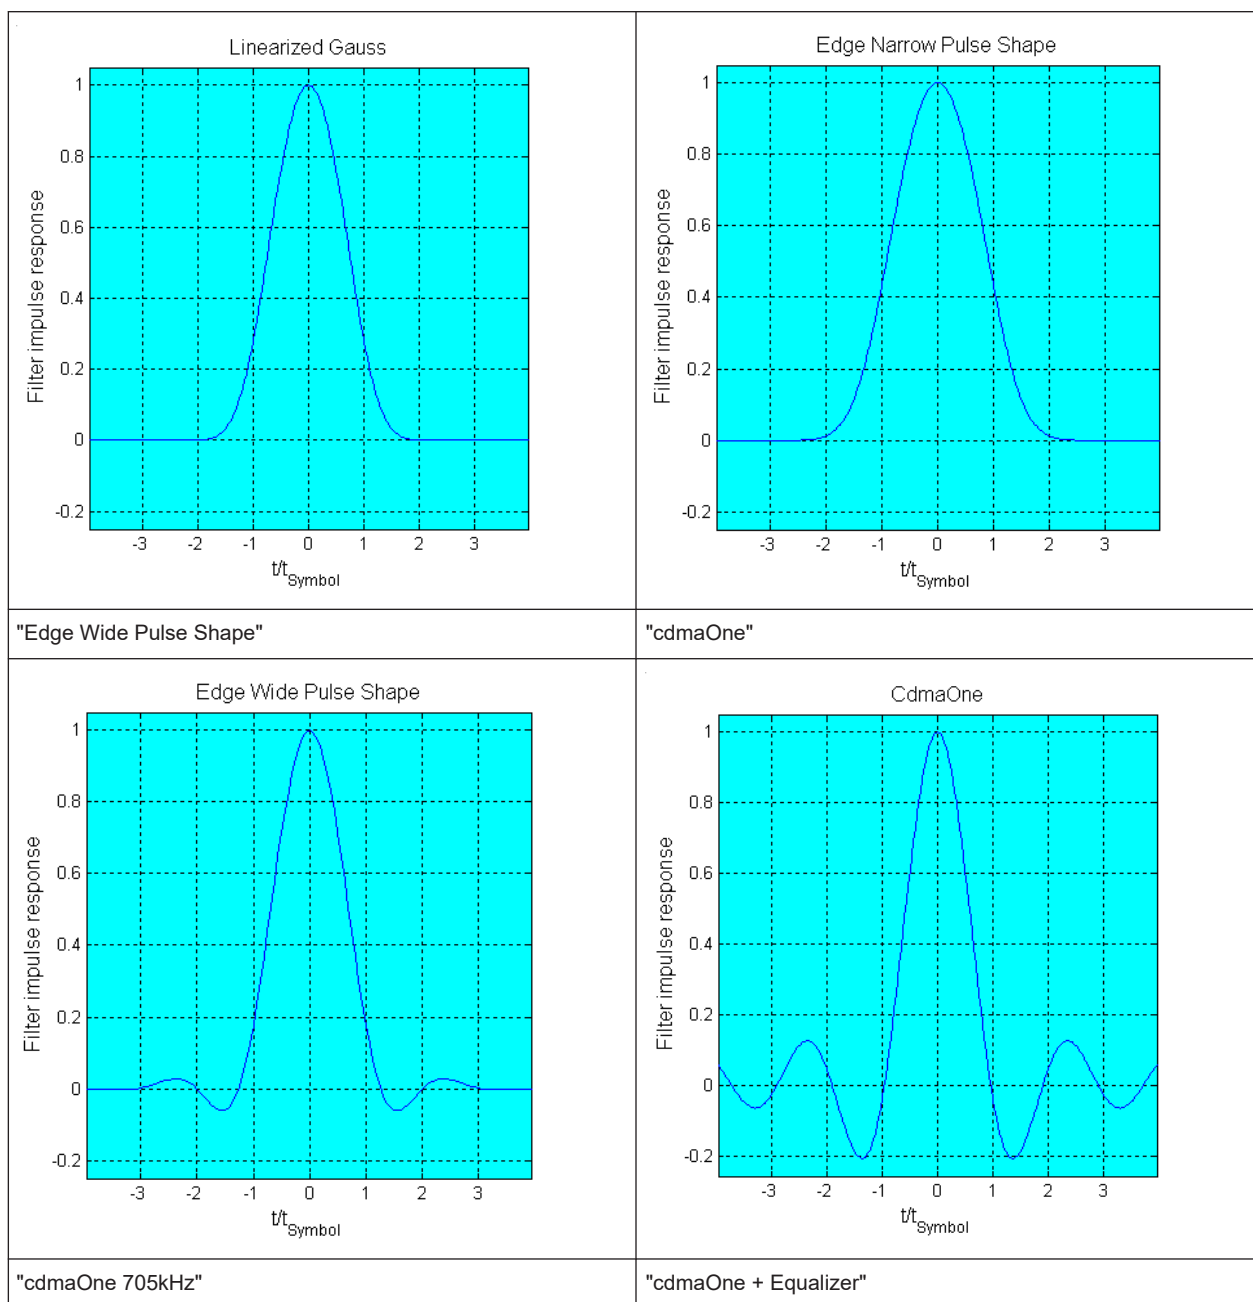 Linearized Gauss
1
0.8
0.6
0.4
0.2
0
-0.2
Filter impulse response
-3 -2 -1 0 1 2 3
t/tSymbol
Edge Narrow Pulse Shape
1
0.8
0.6
0.4
0.2
0
-0.2
Filter impulse response
-3 -2 -1 0 1 2 3
t/tSymbol
"Edge Wide Pulse Shape"
"cdmaOne"
Edge Wide Pulse Shape
1
0.8
0.6
0.4
0.2
0
-0.2
Filter impulse response
-3 -2 -1 0 1 2 3
t/tSymbol
CdmaOne
1
0.8
0.6
0.4
0.2
0
-0.2
Filter impulse response
-3 -2 -1 0 1 2 3
t/tSymbol
"cdmaOne 705kHz"
"cdmaOne + Equalizer"